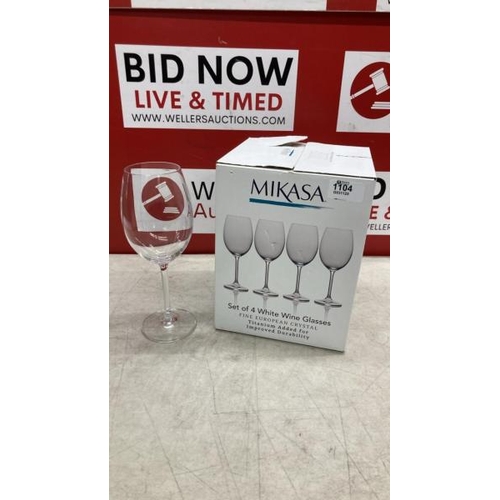 BID NOW
LIVE & TIMED
WWW.WELLERSAUCTIONS.COM
MIKASA
1104
Set of 4 White Wine Glasses
FINE EUROPEAN CRYSTAL
Titanium Added for
Improved Durability